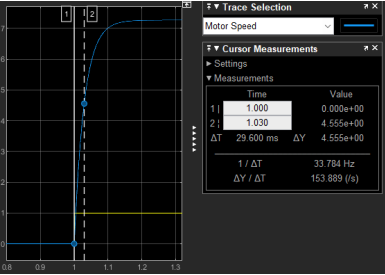 1 2
7
6
5
4
3
2
1
0
0.8 0.9 1 1.1 1.2 1.3
Trace Selection
Motor Speed
Cursor Measurements
Settings
Measurements
Time Value
1 | 1.000 0.000e+00
2 ¦ 1.030 4.555e+00
ΔT 29.600 ms ΔY 4.555e+00
1 / ΔT 33.784 Hz
ΔY / ΔT 153.889 (/s)